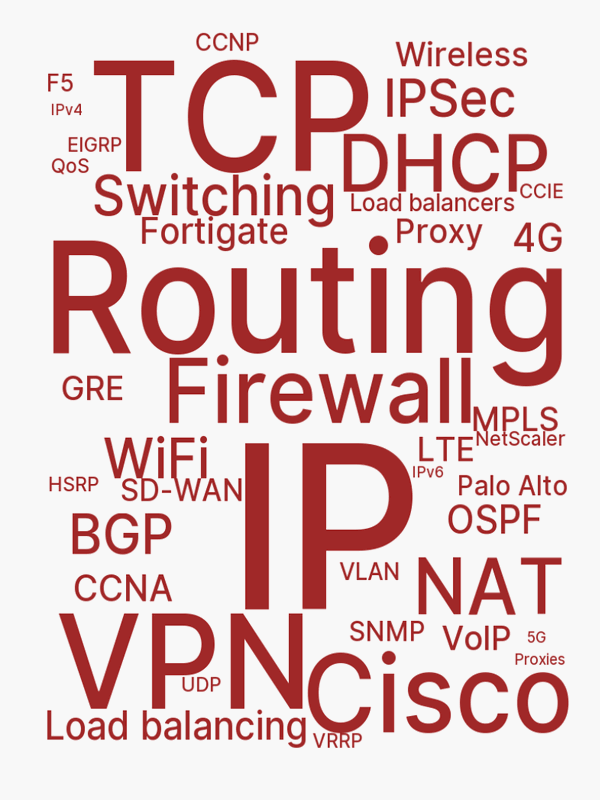 CCNP
Wireless
F5
TCP
IPSec
IPv4
EIGRP
DHCP
QoS
Switching
CCIE
Load balancers
Fortigate
Proxy
4G
Routing
GRE
Firewall
MPLS
NetScaler
WiFi
LTE
IPv6
HSRP
SD-WAN
IP
Palo Alto
BGP
OSPF
VLAN
CCNA
NAT
VPN
SNMP
VoIP
5G
Proxies
UDP
Cisco
Load balancing
VRRP